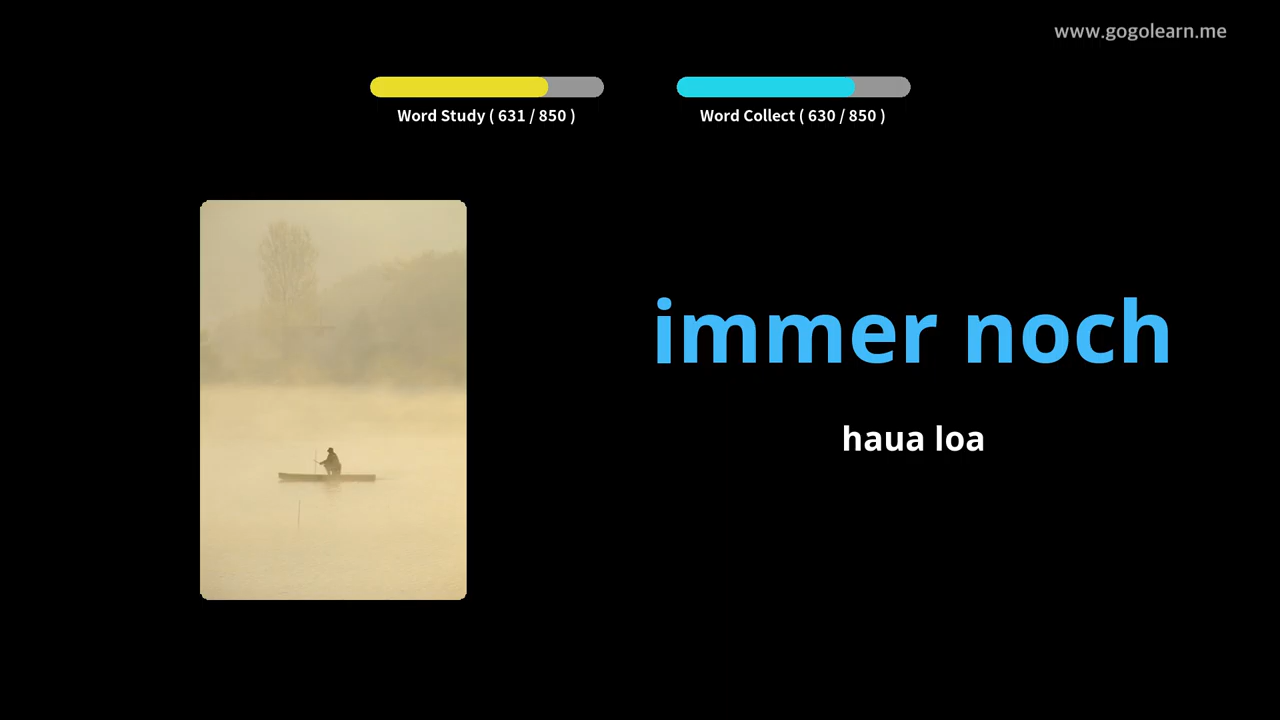 www.gogolearn.me
Word Study ( 631 / 850 )
Word Collect ( 630 / 850 )
immer noch
haua loa